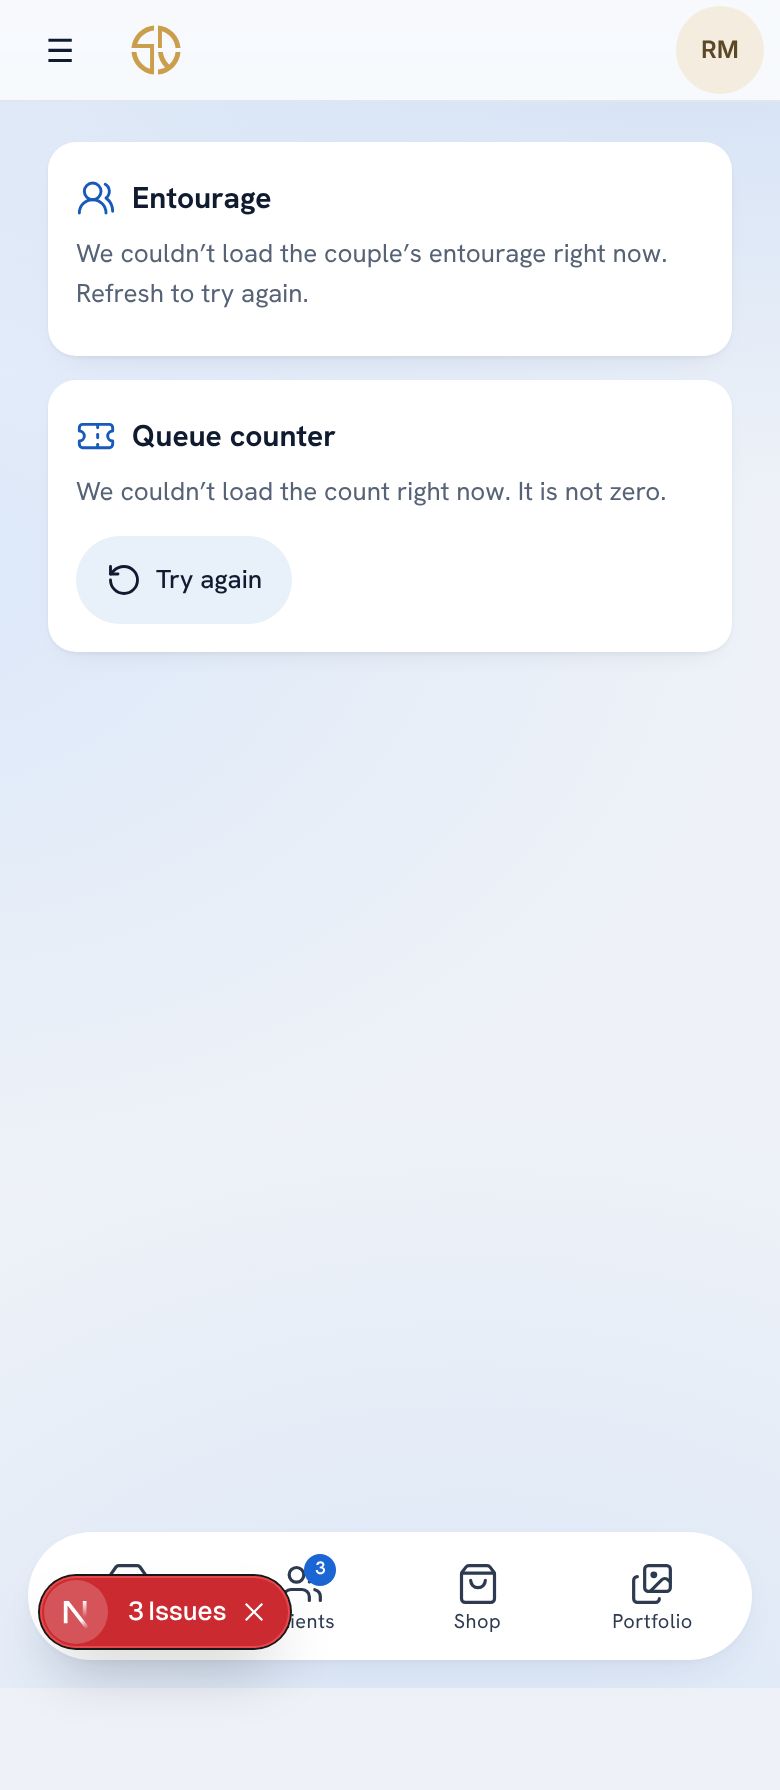 RM
Entourage
We couldn’t load the couple’s entourage right now.
Refresh to try again.
Queue counter
We couldn’t load the count right now. It is not zero.
Try again
3
3 Issues
ients
Shop
Portfolio